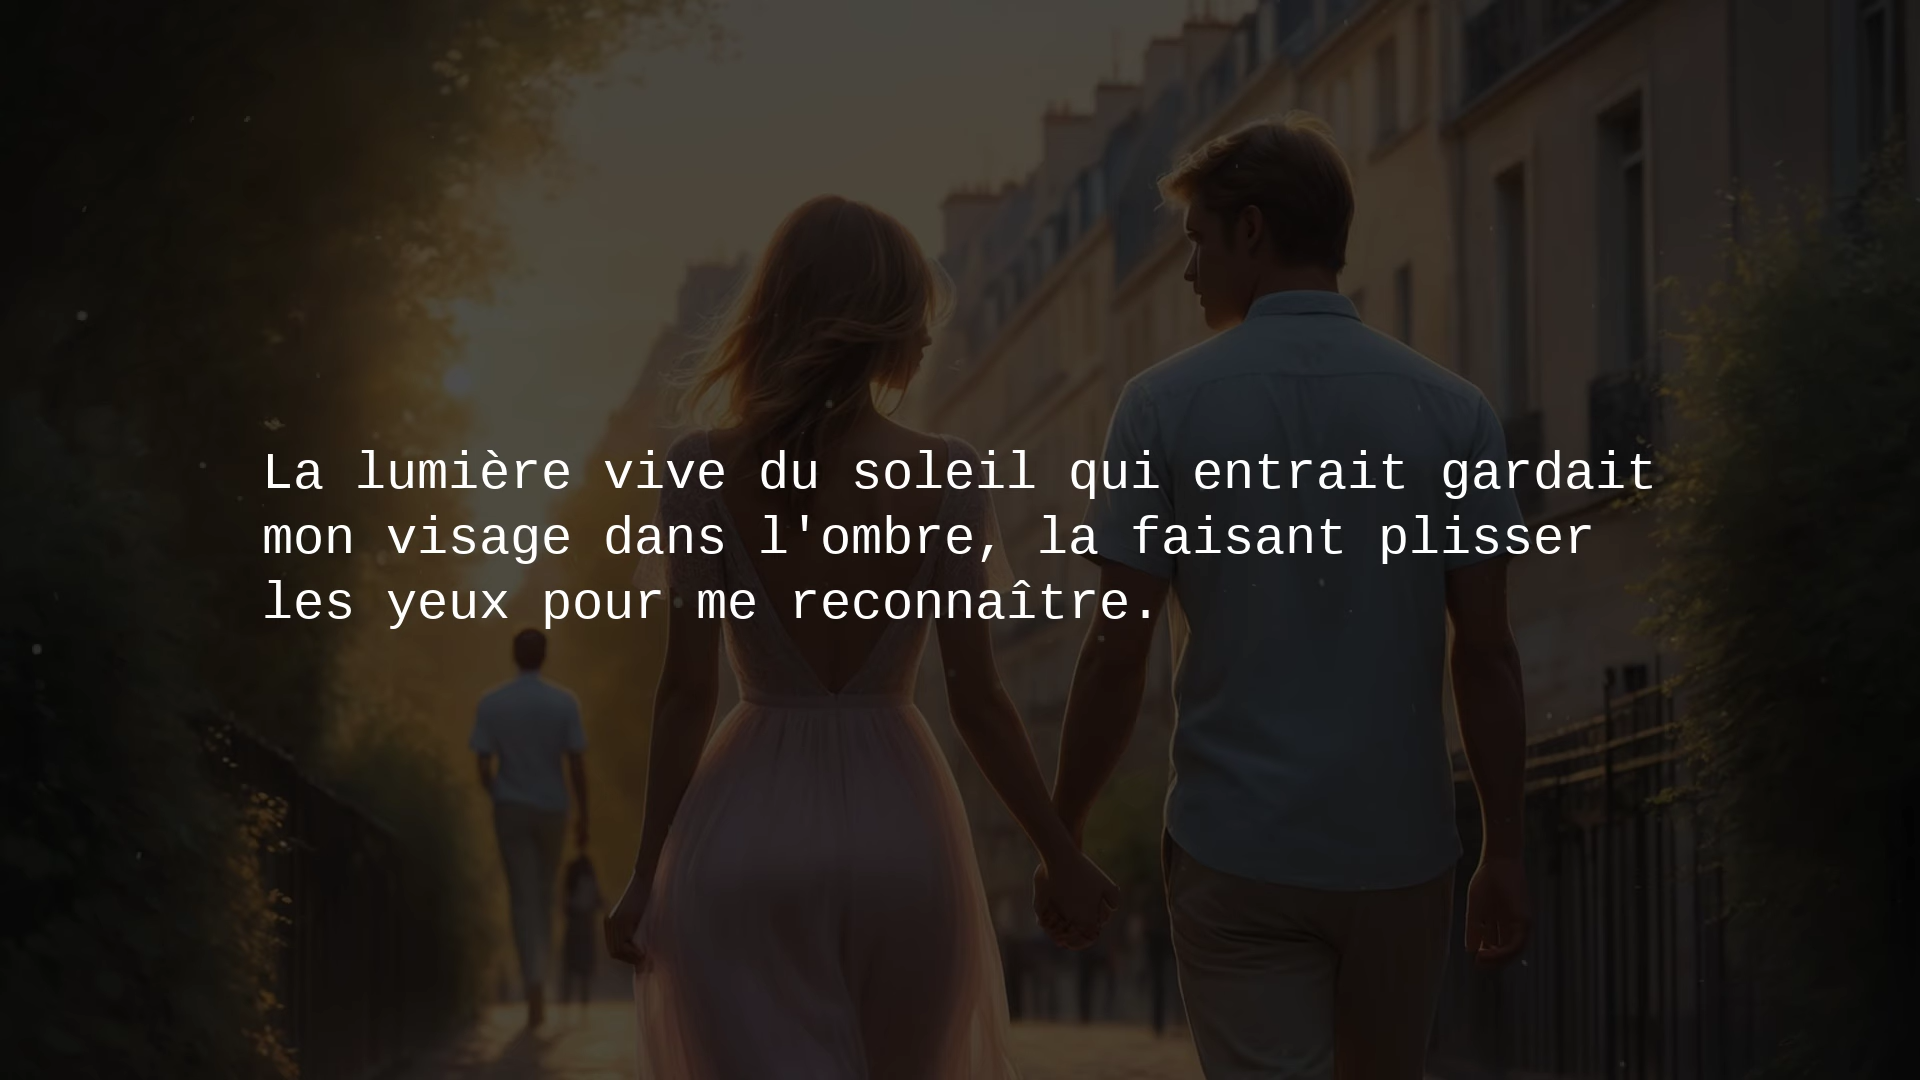 La lumière vive du soleil qui entrait gardait
mon visage dans l'ombre, la faisant plisser
les yeux pour me reconnaître.